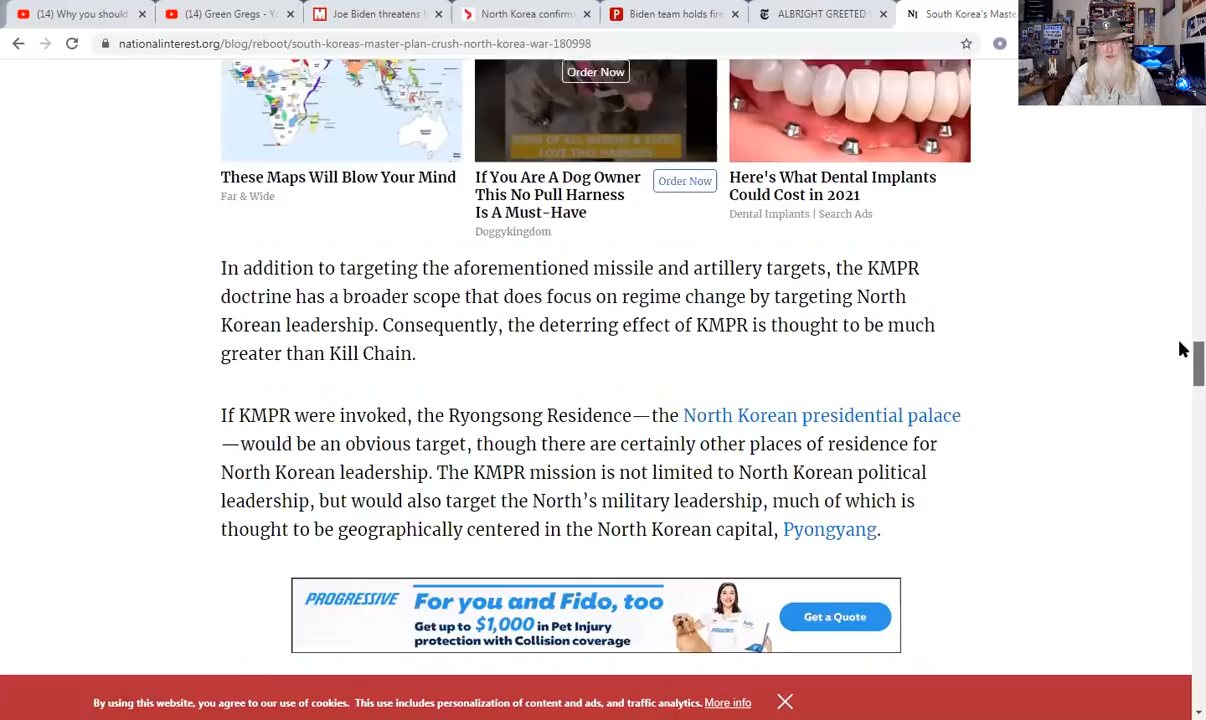 (14) Why you should
(14) Green Gregs - Yo
Joe Biden threatens
North Korea confirm
Biden team holds fire
ALBRIGHT GREETED
South Korea's Maste
nationalinterest.org/blog/reboot/south-koreas-master-plan-crush-north-korea-war-180998
Order Now
These Maps Will Blow Your Mind
Far & Wide
If You Are A Dog Owner
This No Pull Harness
Is A Must-Have
Order Now
Doggykingdom
Here's What Dental Implants
Could Cost in 2021
Dental Implants | Search Ads
In addition to targeting the aforementioned missile and artillery targets, the KMPR
doctrine has a broader scope that does focus on regime change by targeting North
Korean leadership. Consequently, the deterring effect of KMPR is thought to be much
greater than Kill Chain.
If KMPR were invoked, the Ryongsong Residence—the North Korean presidential palace
—would be an obvious target, though there are certainly other places of residence for
North Korean leadership. The KMPR mission is not limited to North Korean political
leadership, but would also target the North’s military leadership, much of which is
thought to be geographically centered in the North Korean capital, Pyongyang.
PROGRESSIVE
For you and Fido, too
Get up to $1,000 in Pet Injury
protection with Collision coverage
Get a Quote
By using this website, you agree to our use of cookies. This use includes personalization of content and ads, and traffic analytics. More info